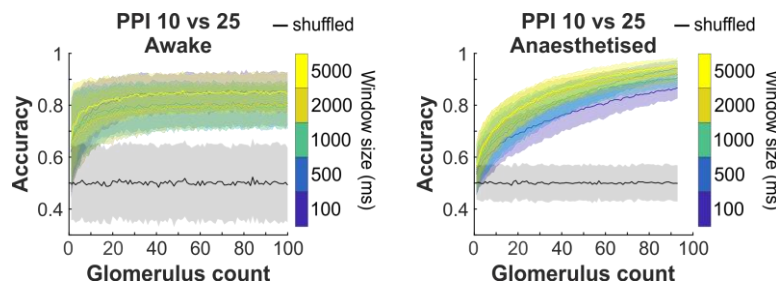 PPI 10 vs 25
Awake
— shuffled
Accuracy
1
0.8
0.6
0.4
0 20 40 60 80 100
Glomerulus count
5000
2000
1000
500
100
Window size (ms)
PPI 10 vs 25
Anaesthetised
— shuffled
Accuracy
1
0.8
0.6
0.4
0 20 40 60 80 100
Glomerulus count
5000
2000
1000
500
100
Window size (ms)